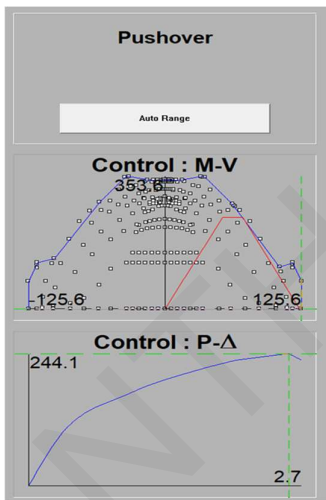 Pushover
Auto Range
Control : M-V
353.6
-125.6
125.6
Control : P-Δ
244.1
2.7